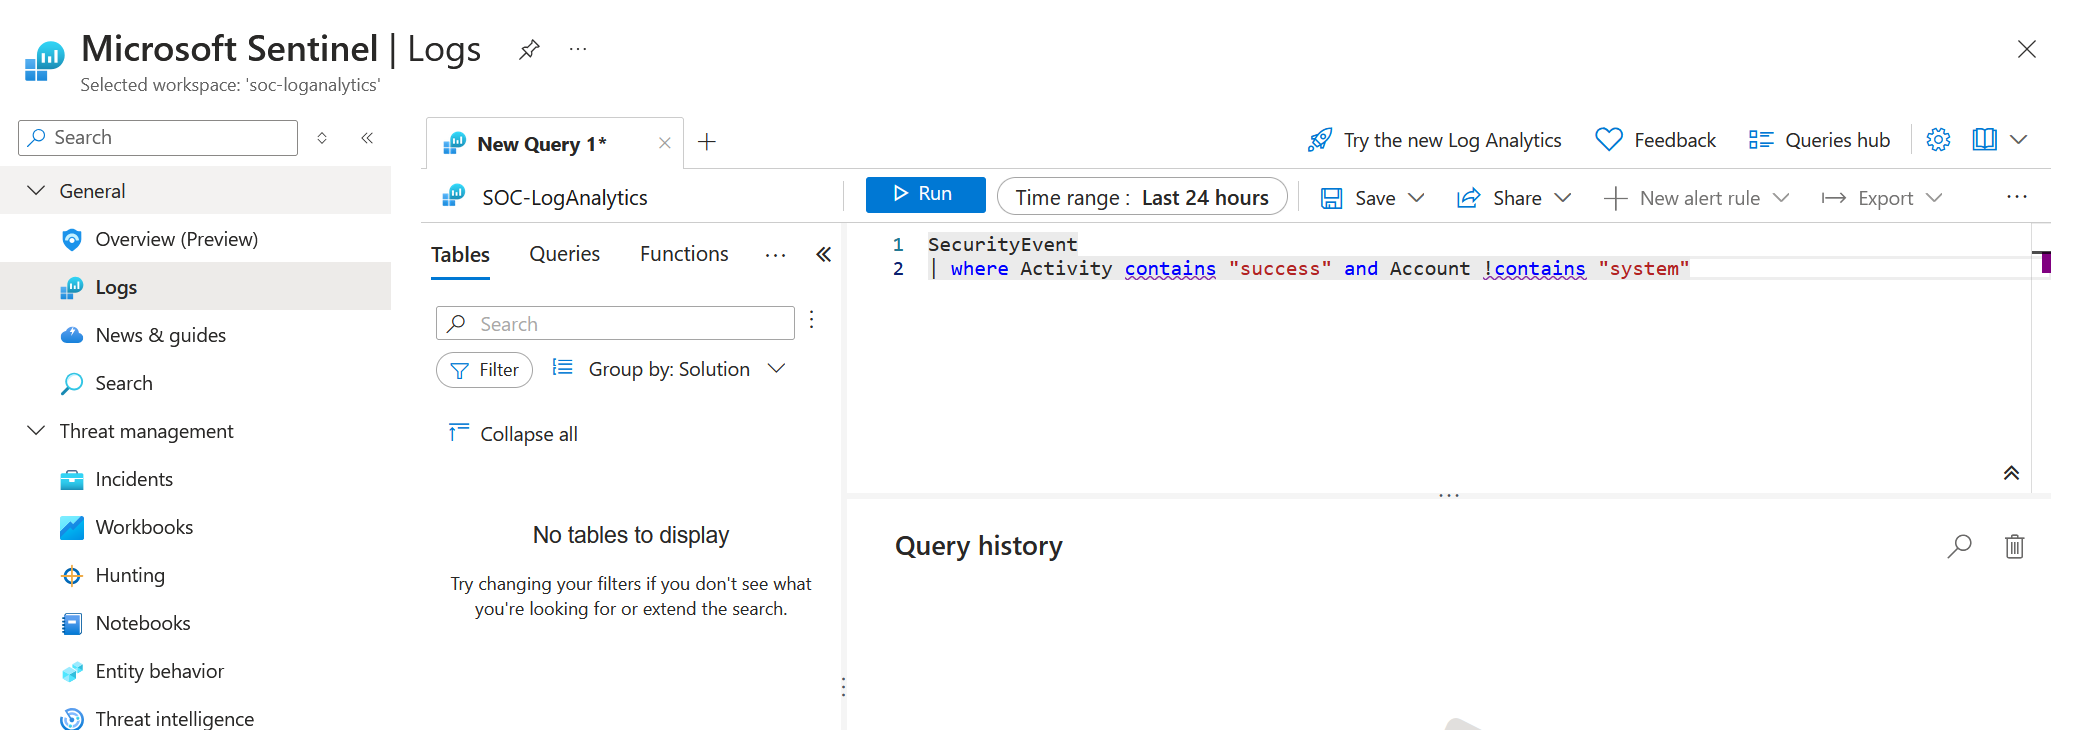 Microsoft Sentinel | Logs
Selected workspace: 'soc-loganalytics'
Search
General
Overview (Preview)
Logs
News & guides
Search
Threat management
Incidents
Workbooks
Hunting
Notebooks
Entity behavior
Threat intelligence
New Query 1*
Try the new Log Analytics
Feedback
Queries hub
SOC-LogAnalytics
Run
Time range : Last 24 hours
Save
Share
New alert rule
Export
Tables
Queries
Functions
Search
Filter
Group by: Solution
Collapse all
No tables to display
Try changing your filters if you don't see what
you're looking for or extend the search.
1 SecurityEvent
2 | where Activity contains "success" and Account !contains "system"
Query history